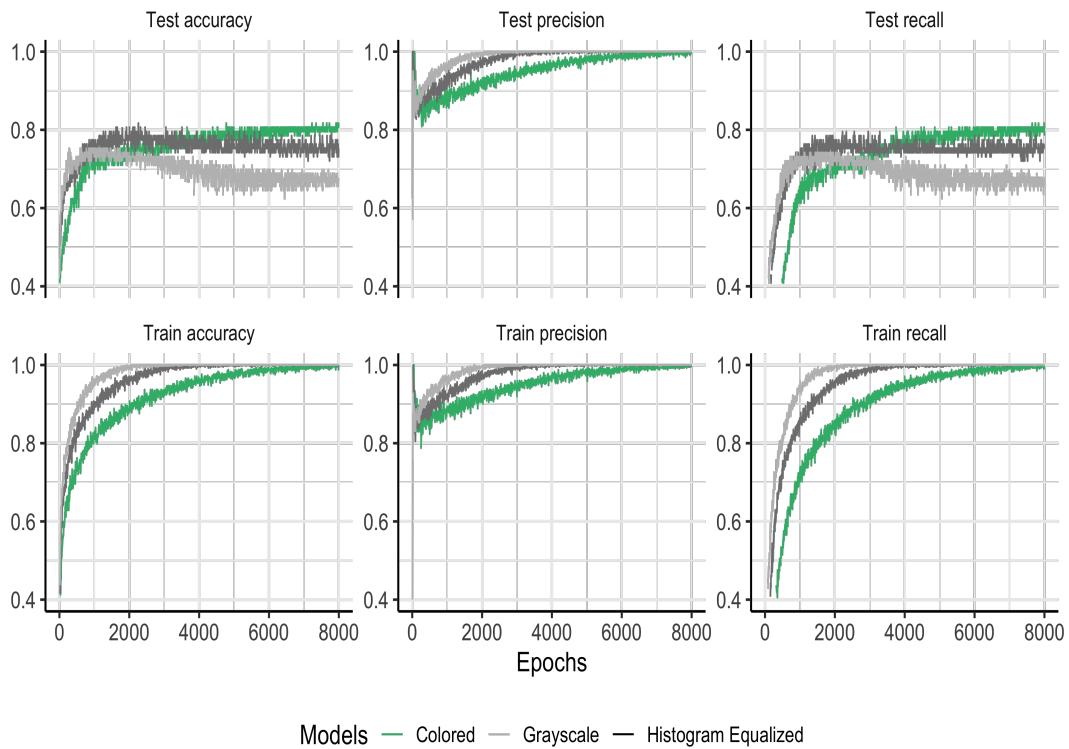 Test accuracy Test precision Test recall
1.0 1.0 1.0
0.8 0.8 0.8
0.6 0.6 0.6
0.4 0.4 0.4
Train accuracy Train precision Train recall
1.0 1.0 1.0
0.8 0.8 0.8
0.6 0.6 0.6
0.4 0.4 0.4
0 2000 4000 6000 8000 0 2000 4000 6000 8000 0 2000 4000 6000 8000
Epochs
Models Colored Grayscale Histogram Equalized